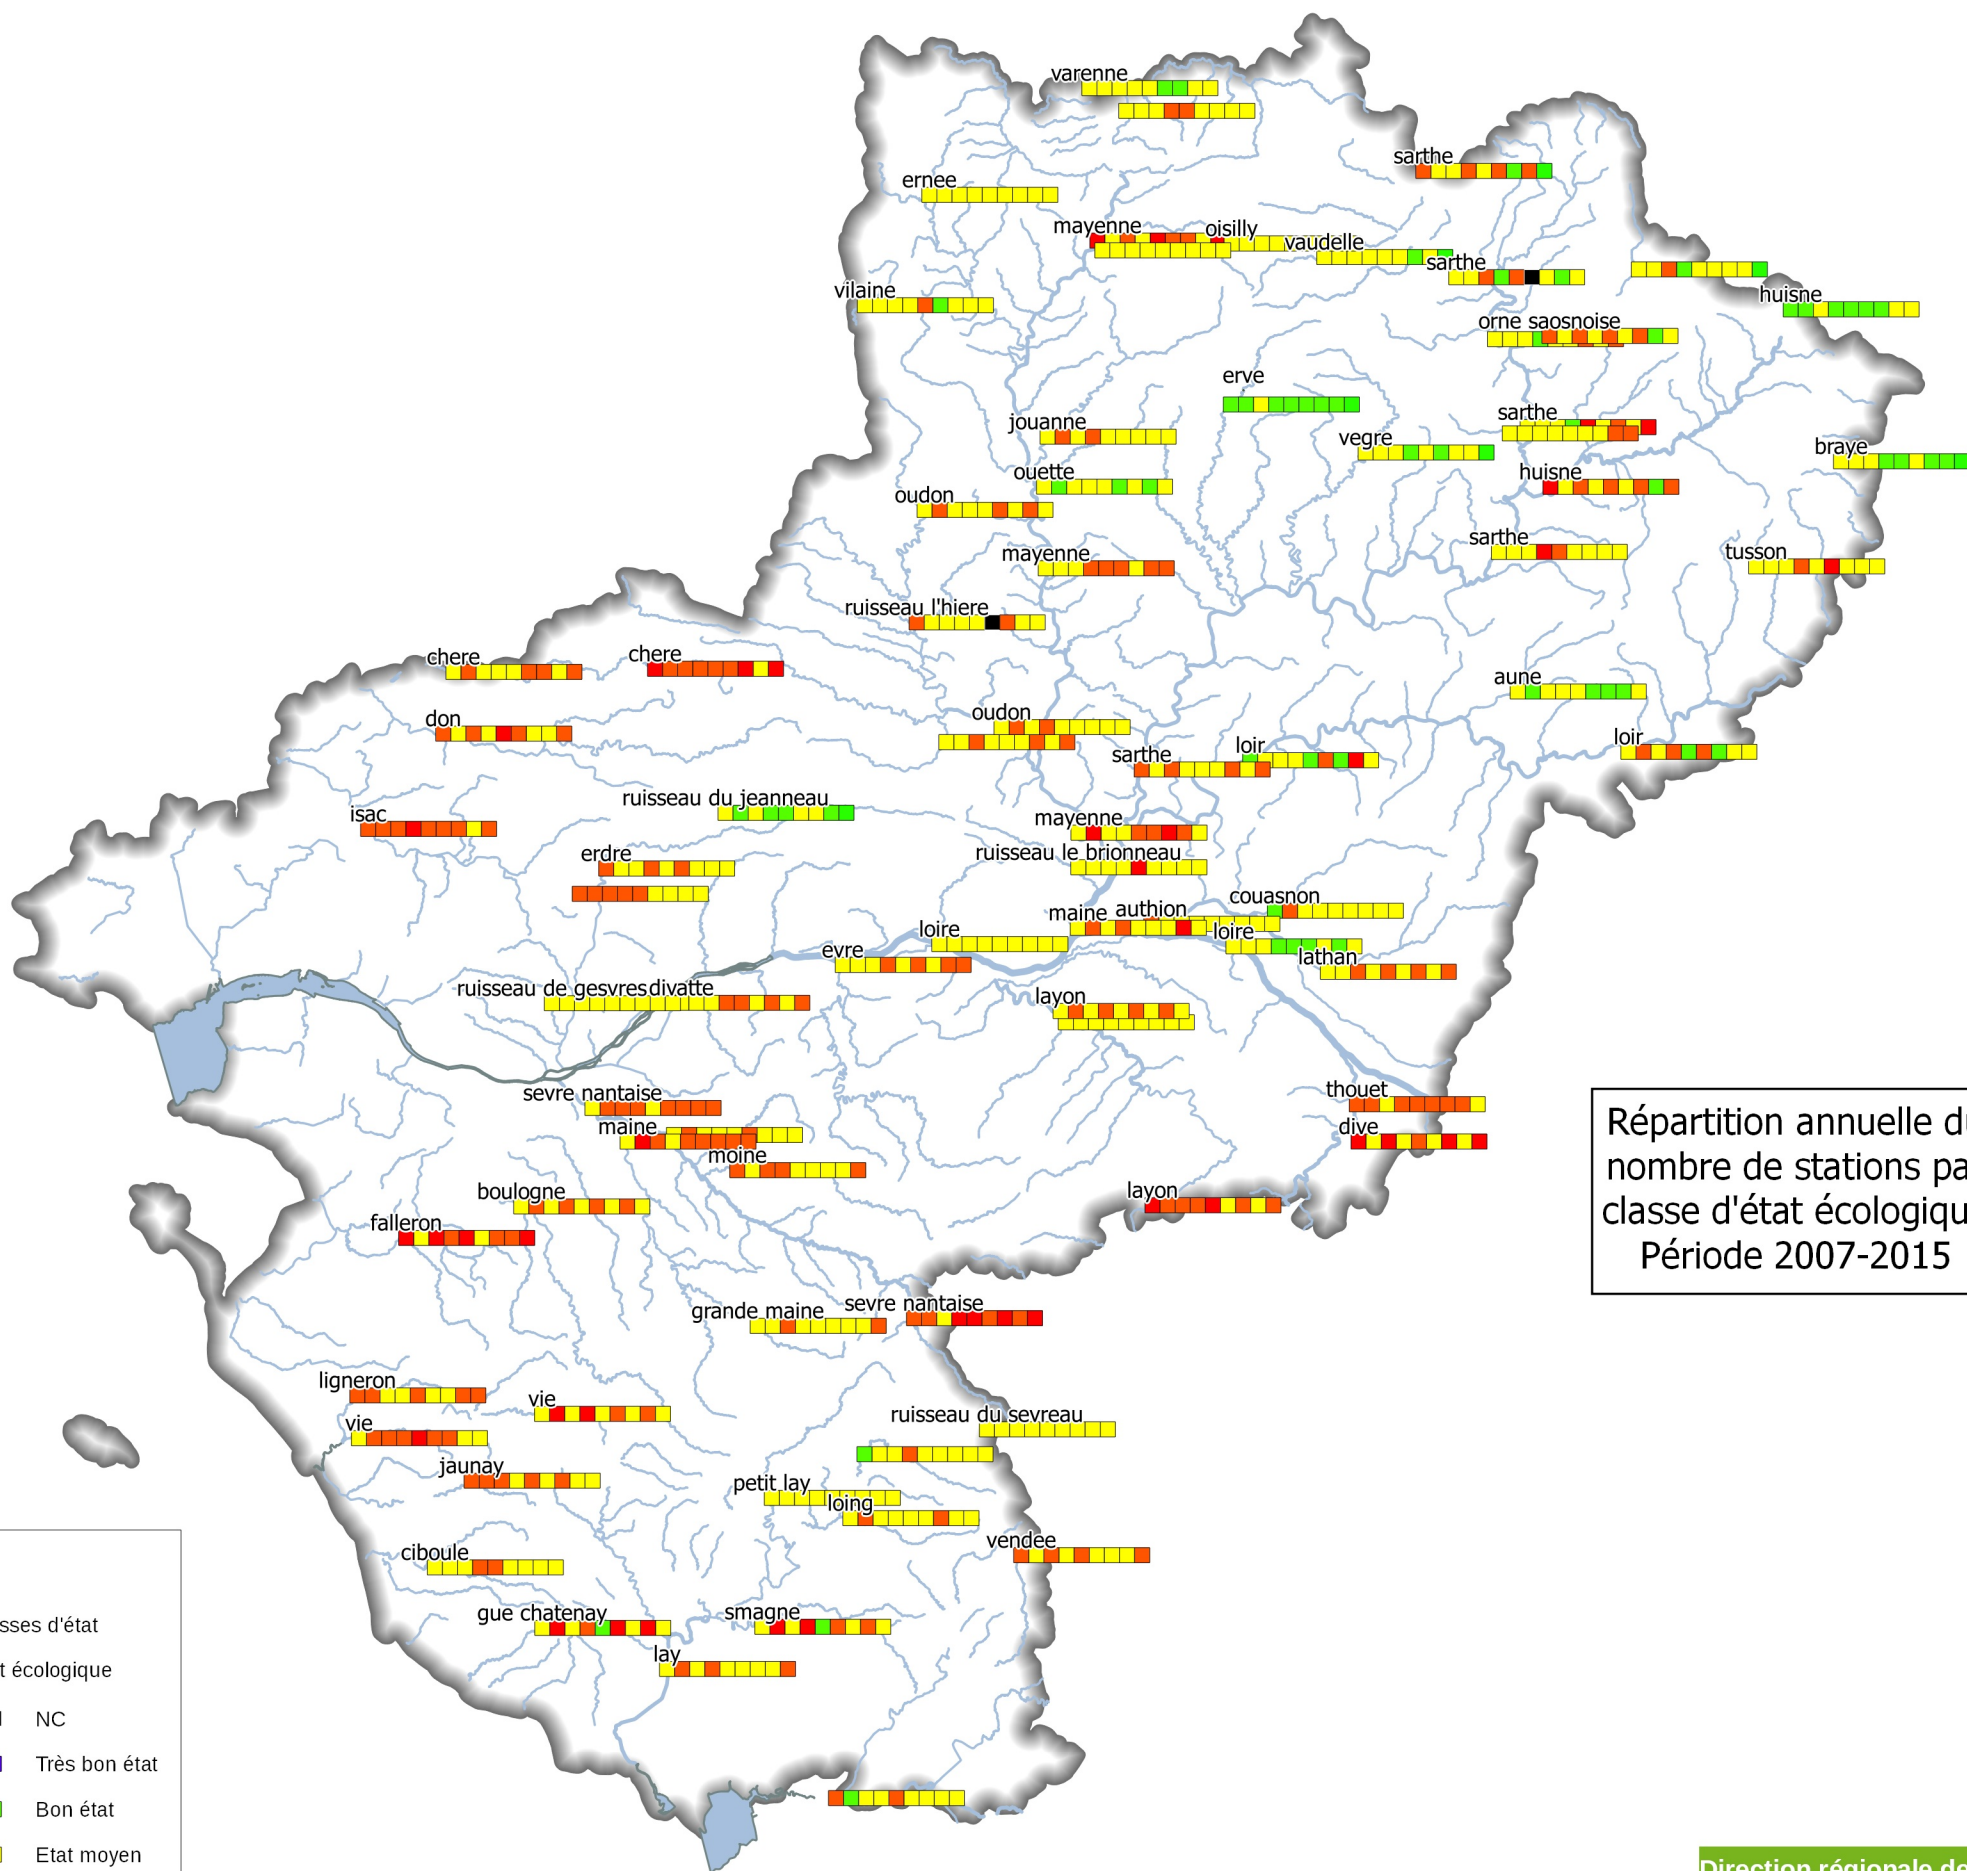 varenne
sarthe
ernee
mayenne
oisilly
vaudelle
sarthe
vilaine
huisne
orne saosnoise
erve
jouanne
sarthe
vegre
braye
ouette
huisne
oudon
sarthe
mayenne
tusson
ruisseau l'hiere
chere
chere
aune
don
oudon
loir
sarthe
loir
ruisseau du jeanneau
isac
mayenne
erdre
ruisseau le brionneau
couasnon
maine
authion
loire
loire
evre
lathan
ruisseau de gesvres
divatte
layon
sevre nantaise
thouet
maine
dive
moine
Répartition annuelle du
nombre de stations pa
classe d'état écologiqu
Période 2007-2015
boulogne
layon
falleron
grande maine
sevre nantaise
ligneron
vie
vie
ruisseau du sevreau
jaunay
petit lay
loing
vendee
ciboule
gue chatenay
smagne
lay
sses d'état
t écologique
NC
Très bon état
Bon état
Etat moyen
Direction régionale de